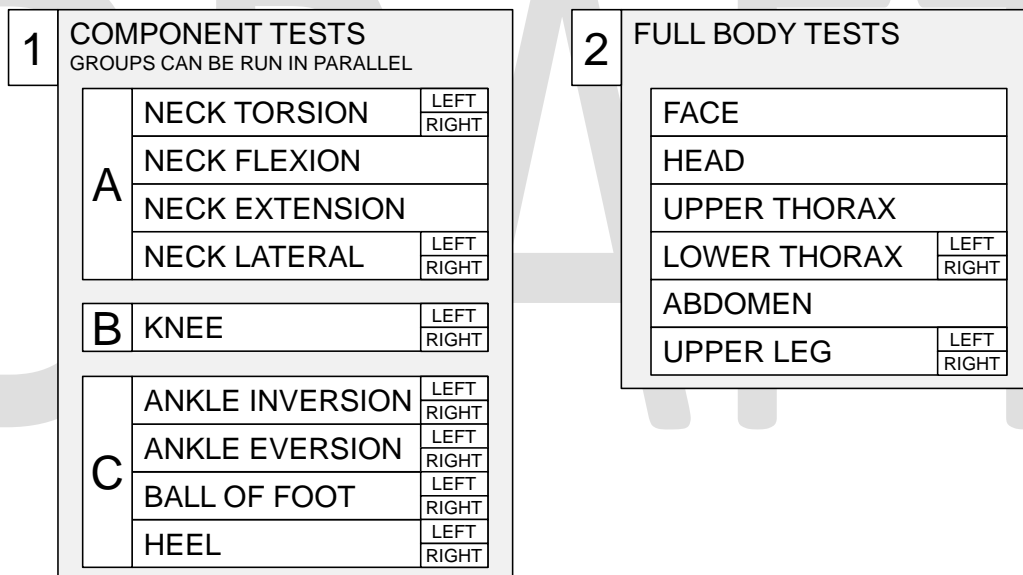 1
COMPONENT TESTS
GROUPS CAN BE RUN IN PARALLEL
A
NECK TORSION
LEFT
RIGHT
NECK FLEXION
NECK EXTENSION
NECK LATERAL
LEFT
RIGHT
B
KNEE
LEFT
RIGHT
C
ANKLE INVERSION
LEFT
RIGHT
ANKLE EVERSION
LEFT
RIGHT
BALL OF FOOT
LEFT
RIGHT
HEEL
LEFT
RIGHT
2
FULL BODY TESTS
FACE
HEAD
UPPER THORAX
LOWER THORAX
LEFT
RIGHT
ABDOMEN
UPPER LEG
LEFT
RIGHT